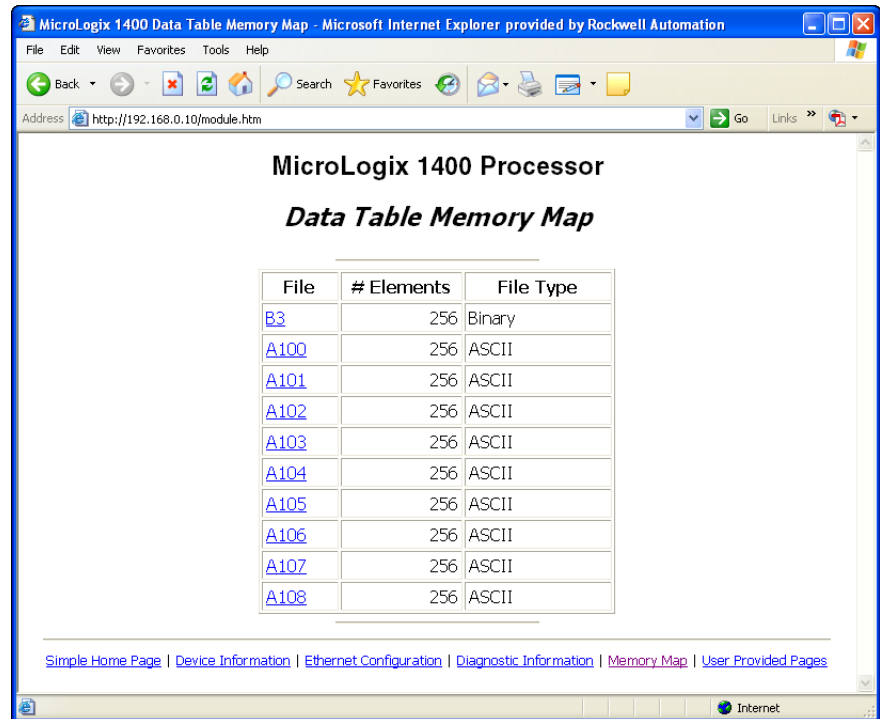 MicroLogix 1400 Data Table Memory Map - Microsoft Internet Explorer provided by Rockwell Automation
File Edit View Favorites Tools Help
Back Search Favorites
Address http://192.168.0.10/module.htm Go Links »
MicroLogix 1400 Processor
Data Table Memory Map
File # Elements File Type
B3 256 Binary
A100 256 ASCII
A101 256 ASCII
A102 256 ASCII
A103 256 ASCII
A104 256 ASCII
A105 256 ASCII
A106 256 ASCII
A107 256 ASCII
A108 256 ASCII
Simple Home Page | Device Information | Ethernet Configuration | Diagnostic Information | Memory Map | User Provided Pages
Internet